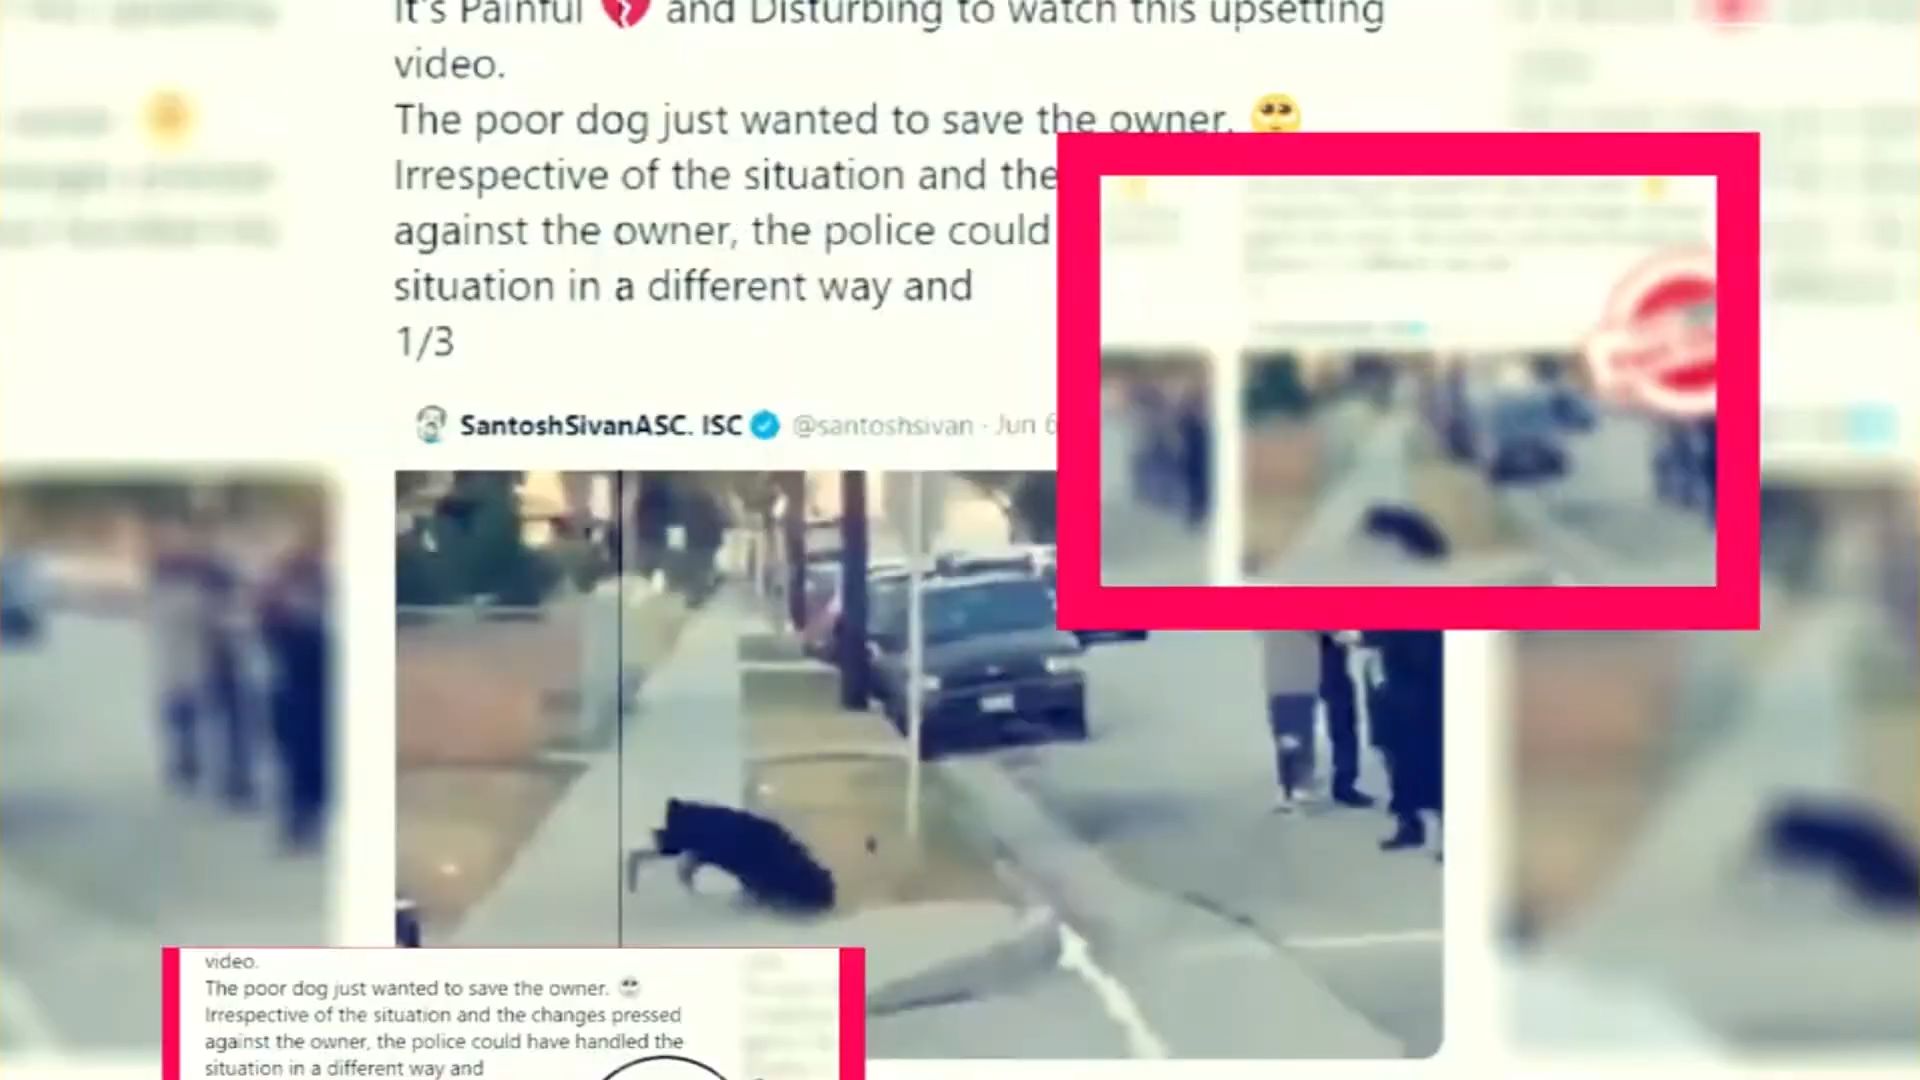 It's Painful 💔 and Disturbing to watch this upsetting
video.
The poor dog just wanted to save the owner. 🥺
Irrespective of the situation and the
against the owner, the police could
situation in a different way and
1/3
SantoshSivanASC. ISC @santoshsivan · Jun 6
video.
The poor dog just wanted to save the owner.
Irrespective of the situation and the changes pressed
against the owner, the police could have handled the
situation in a different way and